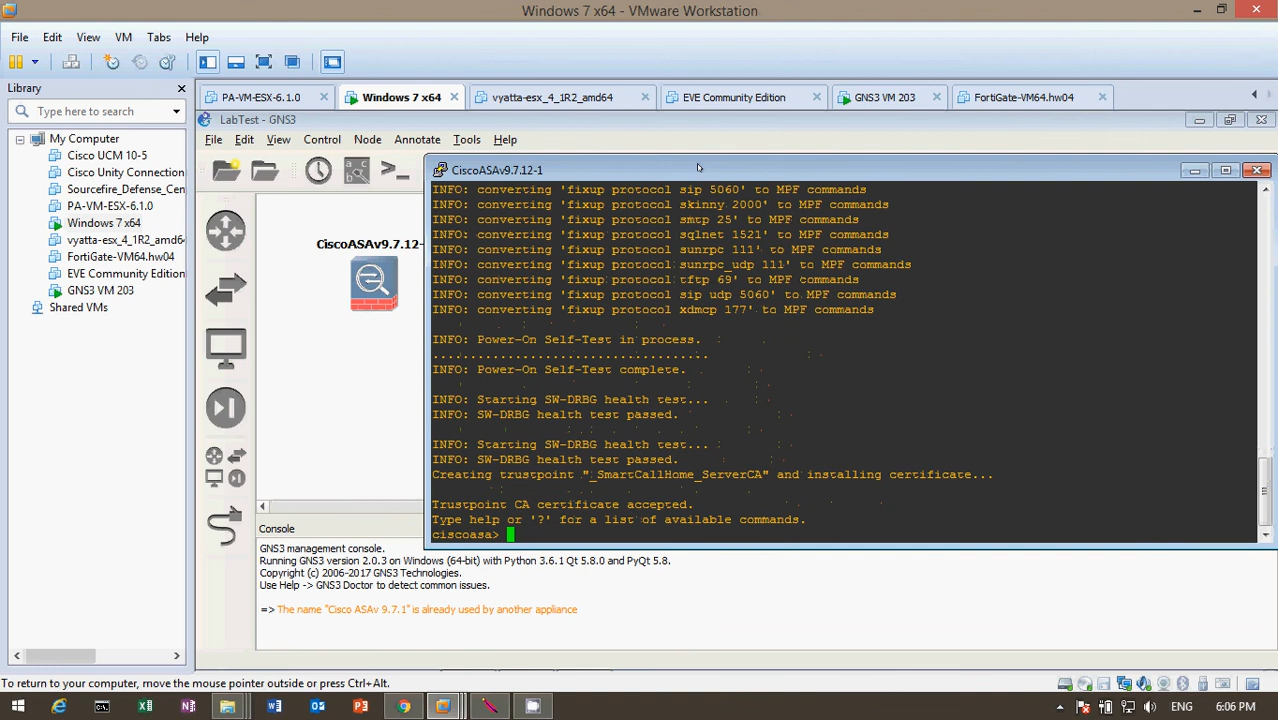 Windows 7 x64 - VMware Workstation
File Edit View VM Tabs Help
Library
Type here to search
My Computer
Cisco UCM 10-5
Cisco Unity Connection
Sourcefire_Defense_Cen
PA-VM-ESX-6.1.0
Windows 7 x64
vyatta-esx_4_1R2_amd64
FortiGate-VM64.hw04
EVE Community Edition
GNS3 VM 203
Shared VMs
PA-VM-ESX-6.1.0 Windows 7 x64 vyatta-esx_4_1R2_amd64 EVE Community Edition GNS3 VM 203 FortiGate-VM64.hw04
LabTest - GNS3
File Edit View Control Node Annotate Tools Help
a b c
CiscoASAv9.7.12-
CiscoASAv9.7.12-1
INFO: converting 'fixup protocol sip 5060' to MPF commands
INFO: converting 'fixup protocol skinny 2000' to MPF commands
INFO: converting 'fixup protocol smtp 25' to MPF commands
INFO: converting 'fixup protocol sqlnet 1521' to MPF commands
INFO: converting 'fixup protocol sunrpc 111' to MPF commands
INFO: converting 'fixup protocol sunrpc_udp 111' to MPF commands
INFO: converting 'fixup protocol tftp 69' to MPF commands
INFO: converting 'fixup protocol sip udp 5060' to MPF commands
INFO: converting 'fixup protocol xdmcp 177' to MPF commands
INFO: Power-On Self-Test in process.
.....................................
INFO: Power-On Self-Test complete.
INFO: Starting SW-DRBG health test...
INFO: SW-DRBG health test passed.
INFO: Starting SW-DRBG health test...
INFO: SW-DRBG health test passed.
Creating trustpoint "_SmartCallHome_ServerCA" and installing certificate...
Trustpoint CA certificate accepted.
Type help or '?' for a list of available commands.
ciscoasa>
Console
GNS3 management console.
Running GNS3 version 2.0.3 on Windows (64-bit) with Python 3.6.1 Qt 5.8.0 and PyQt 5.8.
Copyright (c) 2006-2017 GNS3 Technologies.
Use Help -> GNS3 Doctor to detect common issues.
=> The name "Cisco ASAv 9.7.1" is already used by another appliance
To return to your computer, move the mouse pointer outside or press Ctrl+Alt.
ENG 6:06 PM